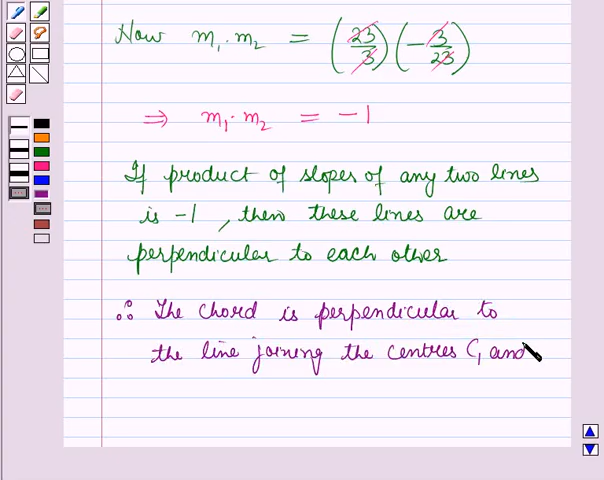 Now m₁. m₂ = (23/3)(-3/23)
⇒ m₁. m₂ = -1
If product of slopes of any two lines
is -1, then these lines are
perpendicular to each other
∴ The chord is perpendicular to
the line joining the centres C₁ and